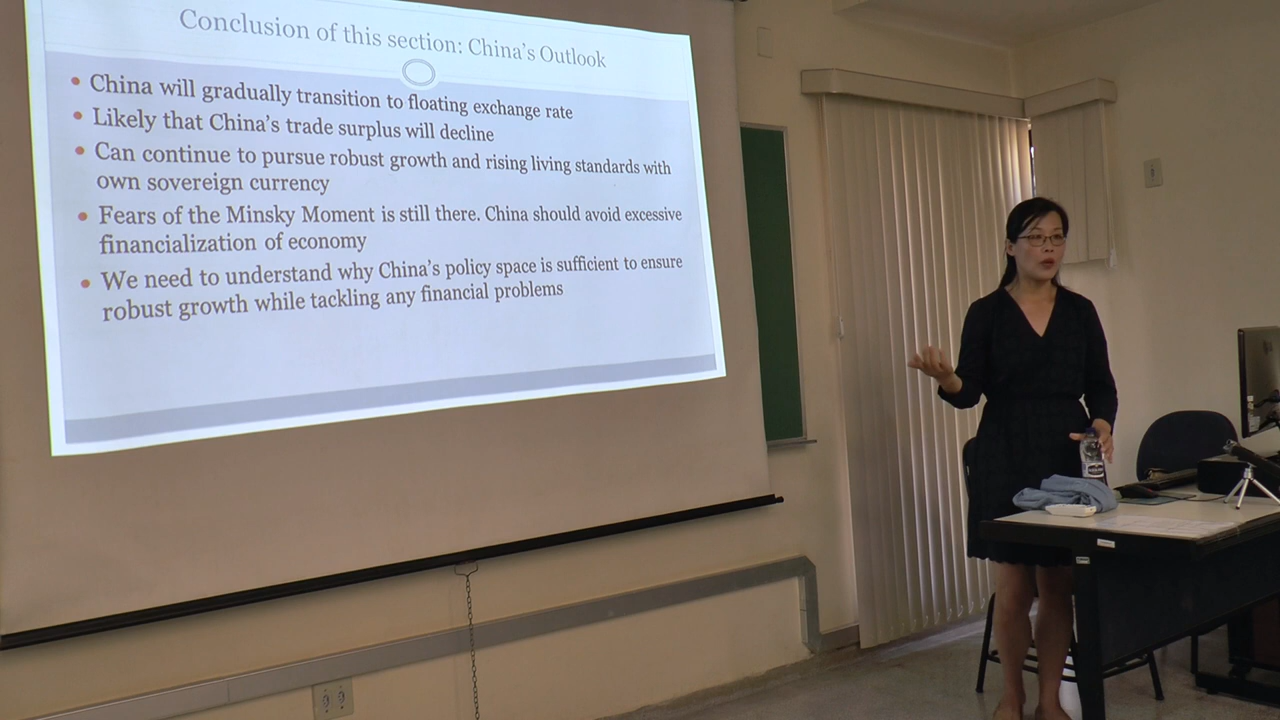 Conclusion of this section: China's Outlook
• China will gradually transition to floating exchange rate
• Likely that China's trade surplus will decline
• Can continue to pursue robust growth and rising living standards with
own sovereign currency
• Fears of the Minsky Moment is still there. China should avoid excessive
financialization of economy
• We need to understand why China's policy space is sufficient to ensure
robust growth while tackling any financial problems